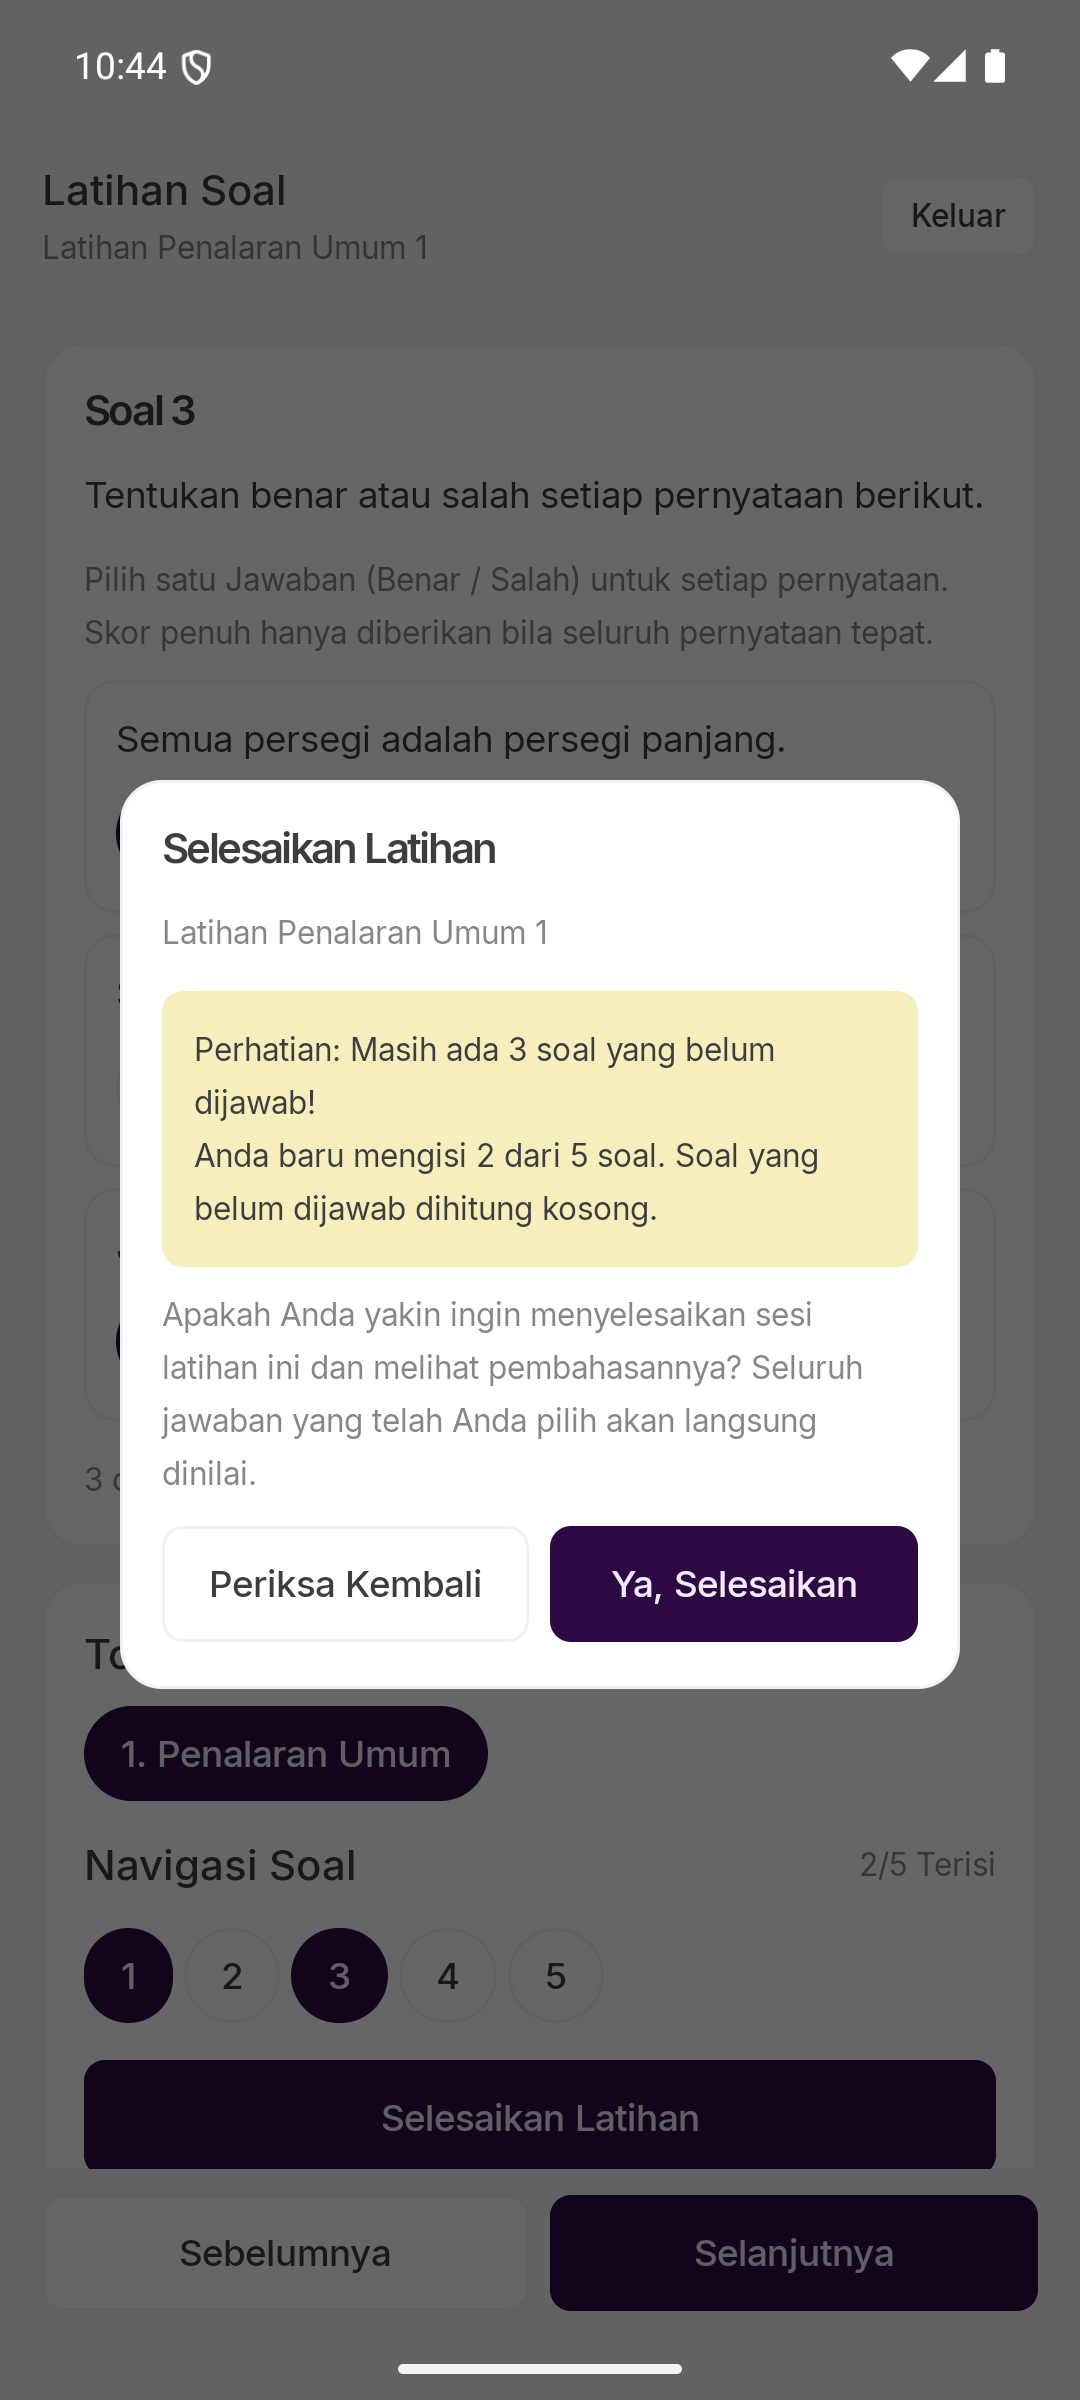 10:44
Latihan Soal
Latihan Penalaran Umum 1
Keluar
Soal 3
Tentukan benar atau salah setiap pernyataan berikut.
Pilih satu Jawaban (Benar / Salah) untuk setiap pernyataan.
Skor penuh hanya diberikan bila seluruh pernyataan tepat.
Semua persegi adalah persegi panjang.
Selesaikan Latihan
Latihan Penalaran Umum 1
Perhatian: Masih ada 3 soal yang belum
dijawab!
Anda baru mengisi 2 dari 5 soal. Soal yang
belum dijawab dihitung kosong.
Apakah Anda yakin ingin menyelesaikan sesi
latihan ini dan melihat pembahasannya? Seluruh
jawaban yang telah Anda pilih akan langsung
dinilai.
3
Periksa Kembali
Ya, Selesaikan
1. Penalaran Umum
Navigasi Soal
2/5 Terisi
1 2 3 4 5
Selesaikan Latihan
Sebelumnya
Selanjutnya